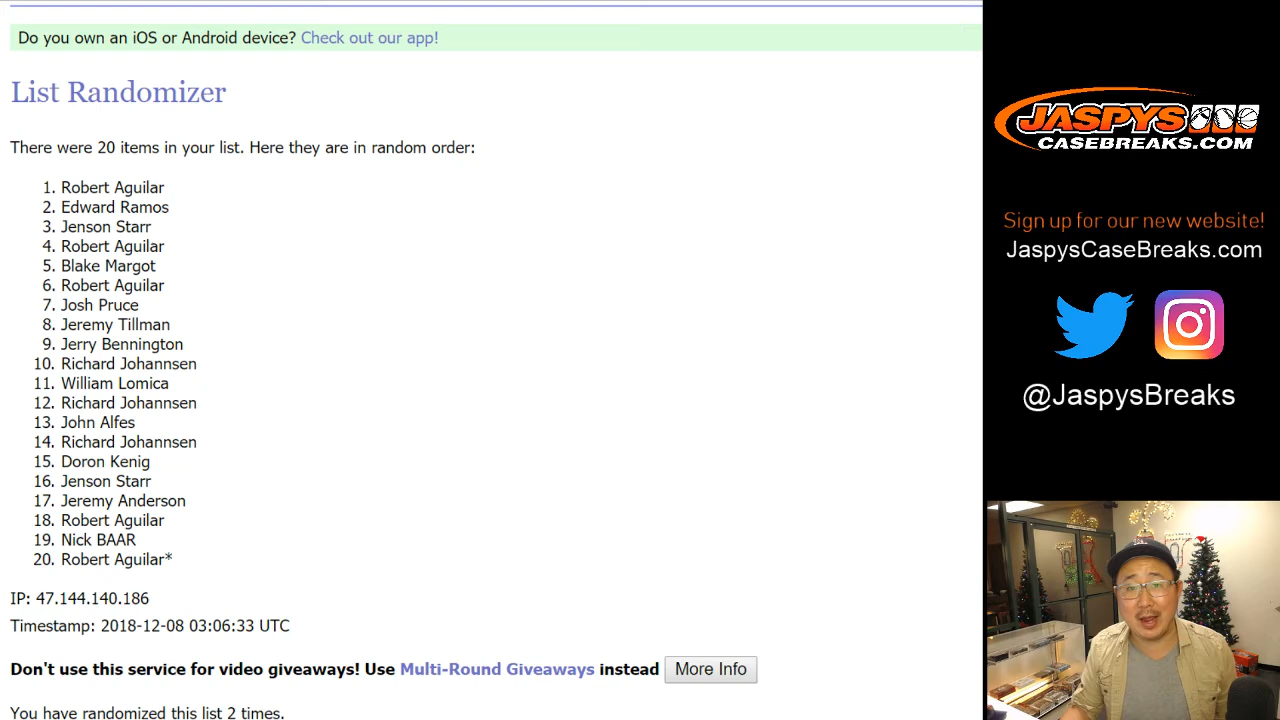 Do you own an iOS or Android device? Check out our app!
List Randomizer
There were 20 items in your list. Here they are in random order:
1. Robert Aguilar
2. Edward Ramos
3. Jenson Starr
4. Robert Aguilar
5. Blake Margot
6. Robert Aguilar
7. Josh Pruce
8. Jeremy Tillman
9. Jerry Bennington
10. Richard Johannsen
11. William Lomica
12. Richard Johannsen
13. John Alfes
14. Richard Johannsen
15. Doron Kenig
16. Jenson Starr
17. Jeremy Anderson
18. Robert Aguilar
19. Nick BAAR
20. Robert Aguilar*
IP: 47.144.140.186
Timestamp: 2018-12-08 03:06:33 UTC
Don't use this service for video giveaways! Use Multi-Round Giveaways instead More Info
You have randomized this list 2 times.
JASPYS
CASEBREAKS.COM
Sign up for our new website!
JaspysCaseBreaks.com
@JaspysBreaks